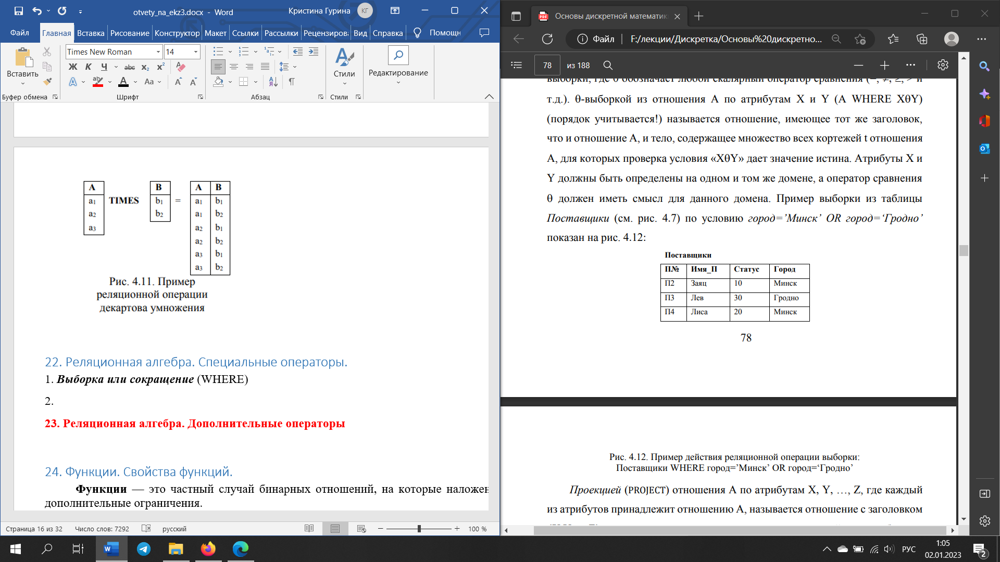 otvety_na_ekz3.docx - Word
Кристина Гурина
КГ
Файл Главная Вставка Рисование Конструктор Макет Ссылки Рассылки Рецензирова Вид Справка Помощн
Вставить
Times New Roman 14
Ж К Ч abc x₂ x²
Aa
Стили
Редактирование
Буфер обмена Шрифт Абзац Стили
A TIMES B = A B
a1 b1 a1 b1
a2 b2 a1 b2
a3 a2 b1
a2 b2
a3 b1
a3 b2
Рис. 4.11. Пример
реляционной операции
декартова умножения
22. Реляционная алгебра. Специальные операторы.
1. Выборка или сокращение (WHERE)
2.
23. Реляционная алгебра. Дополнительные операторы
24. Функции. Свойства функций.
Функции — это частный случай бинарных отношений, на которые наложен
дополнительные ограничения.
Страница 16 из 32 Число слов: 7292 русский 100 %
Основы дискретной математик
Файл F:/лекции/Дискретка/Основы%20дискретно...
78 из 188
выборки, где θ обозначает любой скалярный оператор сравнения (=, ≠, ≥, > и
т.д.). θ-выборкой из отношения А по атрибутам X и Y (А WHERE XθY)
(порядок учитывается!) называется отношение, имеющее тот же заголовок,
что и отношение А, и тело, содержащее множество всех кортежей t отношения
А, для которых проверка условия «XθY» дает значение истина. Атрибуты X и
Y должны быть определены на одном и том же домене, а оператор сравнения
θ должен иметь смысл для данного домена. Пример выборки из таблицы
Поставщики (см. рис. 4.7) по условию город=’Минск’ OR город=‘Гродно’
показан на рис. 4.12:
Поставщики
П№ Имя_П Статус Город
П2 Заяц 10 Минск
П3 Лев 30 Гродно
П4 Лиса 20 Минск
78
Рис. 4.12. Пример действия реляционной операции выборки:
Поставщики WHERE город=’Минск’ OR город=‘Гродно’
Проекцией (PROJECT) отношения А по атрибутам X, Y, …, Z, где каждый
из атрибутов принадлежит отношению А, называется отношение с заголовком
РУС
1:05
02.01.2023
2